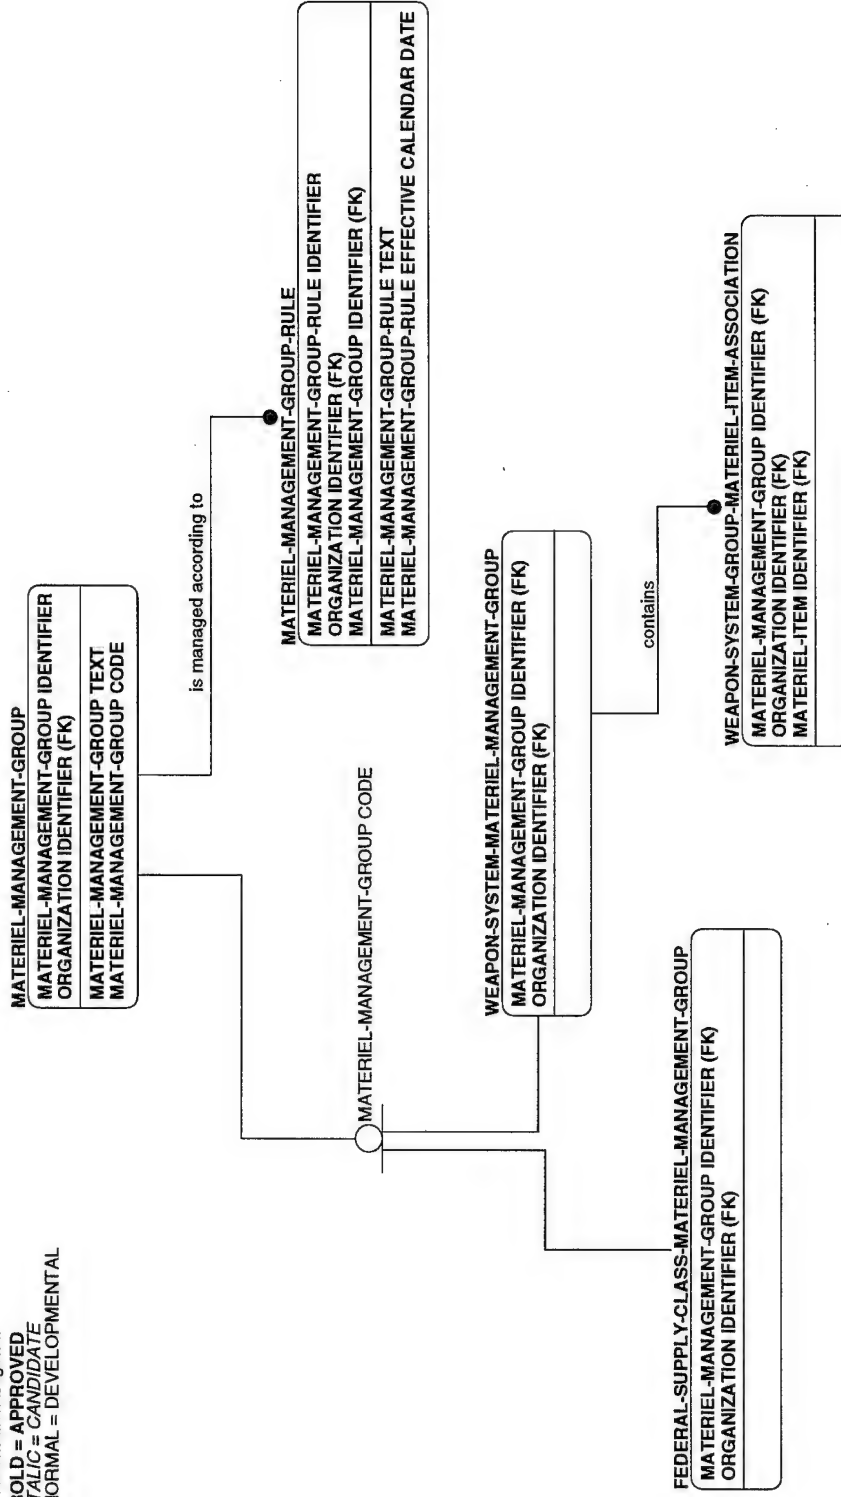 BOLD = APPROVED
ITALIC = CANDIDATE
NORMAL = DEVELOPMENTAL
MATERIEL-MANAGEMENT-GROUP
MATERIEL-MANAGEMENT-GROUP IDENTIFIER
ORGANIZATION IDENTIFIER (FK)
MATERIEL-MANAGEMENT-GROUP TEXT
MATERIEL-MANAGEMENT-GROUP CODE
is managed according to
MATERIEL-MANAGEMENT-GROUP-RULE
MATERIEL-MANAGEMENT-GROUP-RULE IDENTIFIER
ORGANIZATION IDENTIFIER (FK)
MATERIEL-MANAGEMENT-GROUP IDENTIFIER (FK)
MATERIEL-MANAGEMENT-GROUP-RULE TEXT
MATERIEL-MANAGEMENT-GROUP-RULE EFFECTIVE CALENDAR DATE
MATERIEL-MANAGEMENT-GROUP CODE
WEAPON-SYSTEM-MATERIEL-MANAGEMENT-GROUP
MATERIEL-MANAGEMENT-GROUP IDENTIFIER (FK)
ORGANIZATION IDENTIFIER (FK)
contains
FEDERAL-SUPPLY-CLASS-MATERIEL-MANAGEMENT-GROUP
MATERIEL-MANAGEMENT-GROUP IDENTIFIER (FK)
ORGANIZATION IDENTIFIER (FK)
WEAPON-SYSTEM-GROUP-MATERIEL-ITEM-ASSOCIATION
MATERIEL-MANAGEMENT-GROUP IDENTIFIER (FK)
ORGANIZATION IDENTIFIER (FK)
MATERIEL-ITEM IDENTIFIER (FK)